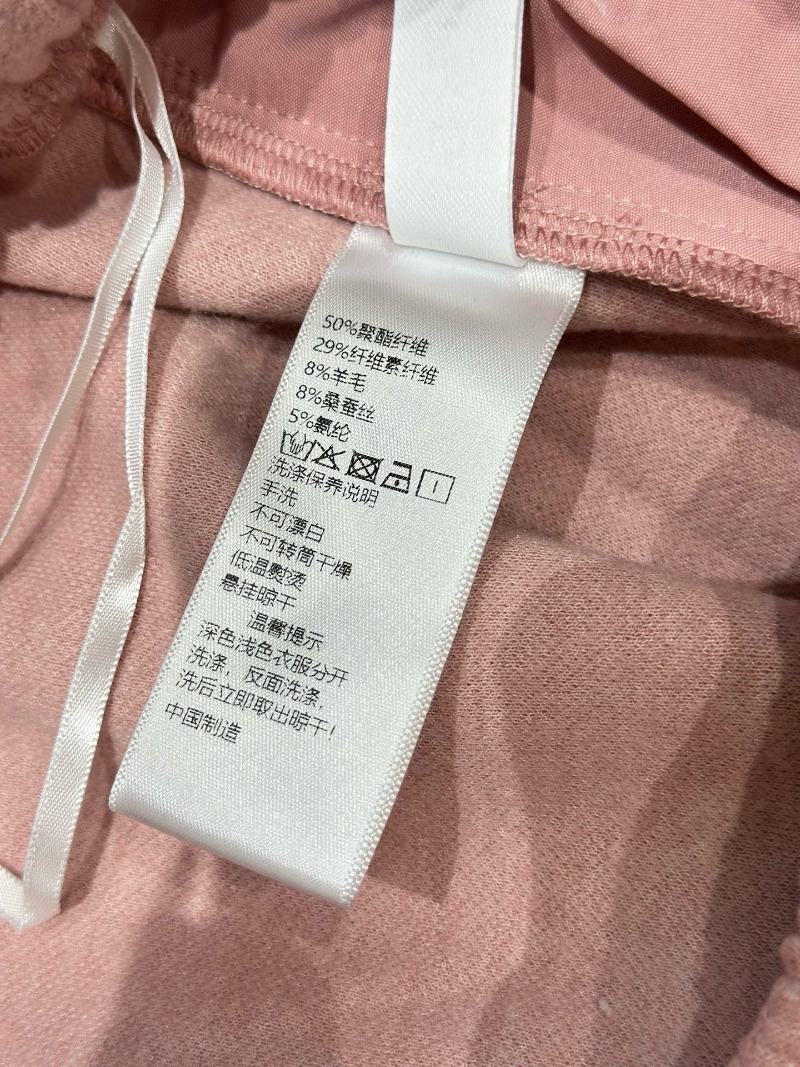 50%聚酯纤维
29%纤维素纤维
8%羊毛
8%桑蚕丝
5%氨纶
洗涤保养说明
手洗
不可漂白
不可转筒干燥
低温熨烫
悬挂晾干
温馨提示
深色浅色衣服分开
洗涤，反面洗涤，
洗后立即取出晾干！
中国制造